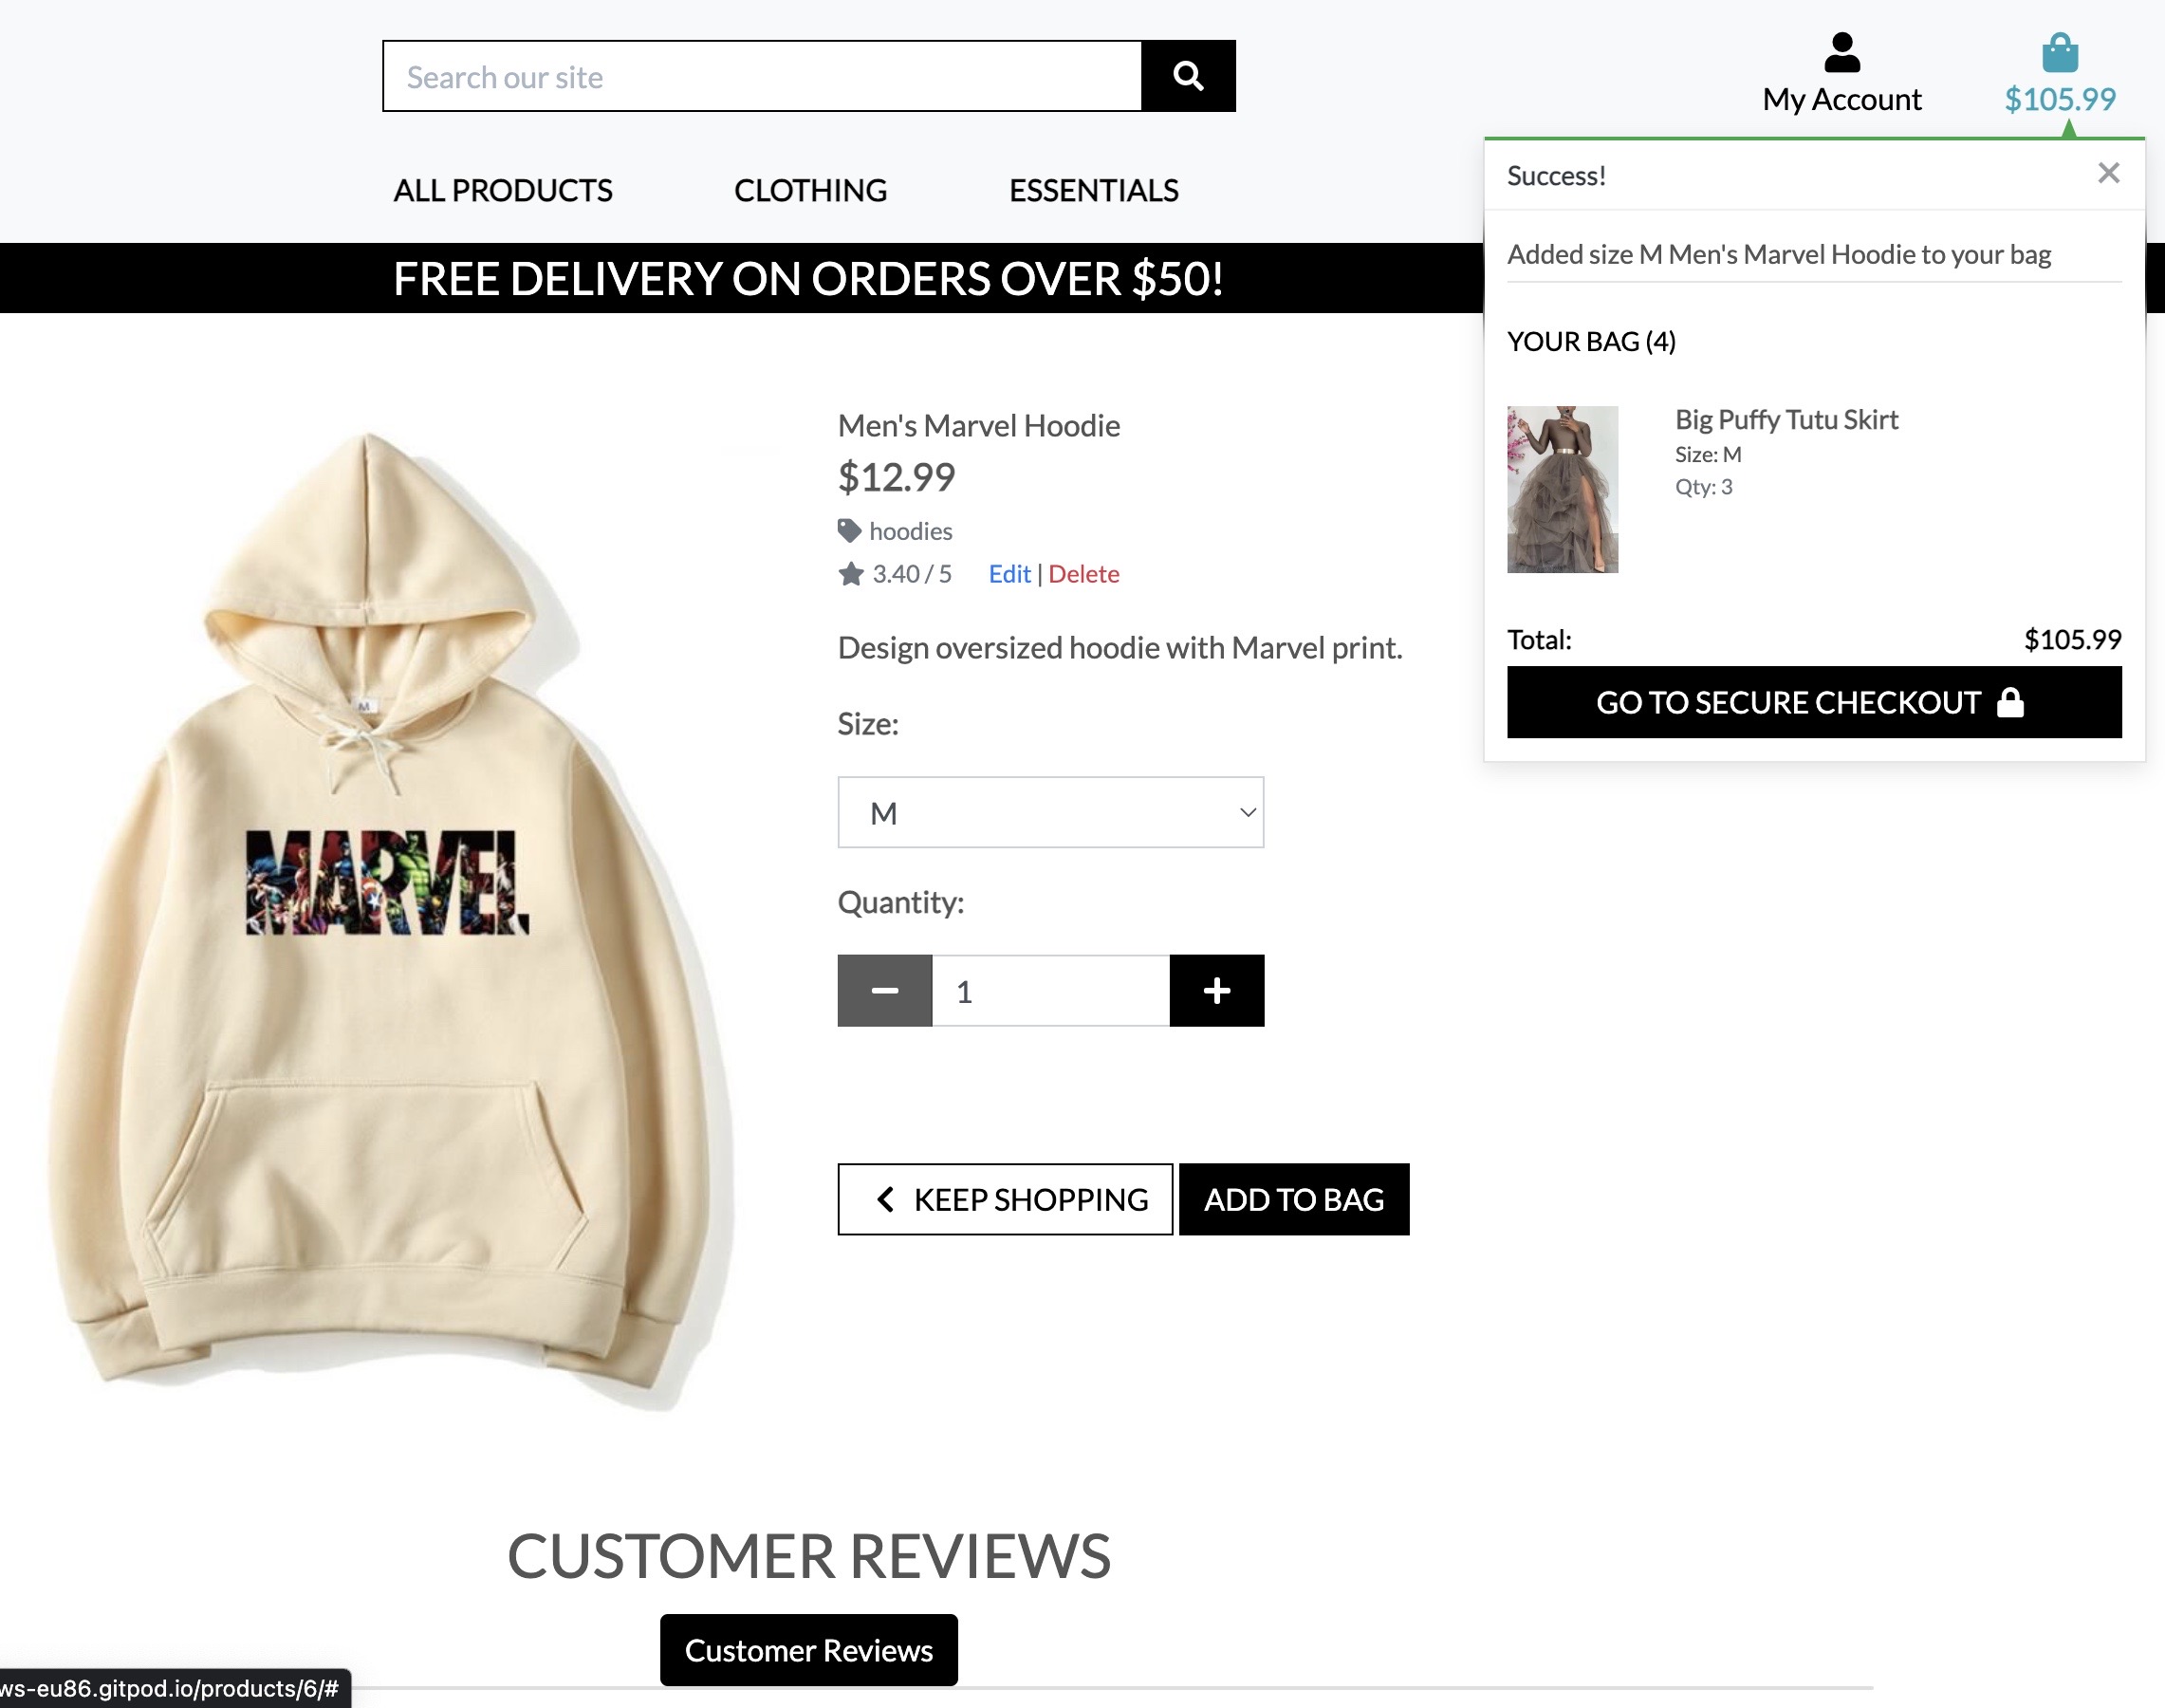 Search our site
My Account
$105.99
ALL PRODUCTS
CLOTHING
ESSENTIALS
FREE DELIVERY ON ORDERS OVER $50!
Success!
×
Added size M Men's Marvel Hoodie to your bag
YOUR BAG (4)
Big Puffy Tutu Skirt
Size: M
Qty: 3
Total: $105.99
GO TO SECURE CHECKOUT
M
MARVEL
Men's Marvel Hoodie
$12.99
hoodies
3.40 / 5 Edit | Delete
Design oversized hoodie with Marvel print.
Size:
M
Quantity:
1
KEEP SHOPPING
ADD TO BAG
CUSTOMER REVIEWS
Customer Reviews
ws-eu86.gitpod.io/products/6/#